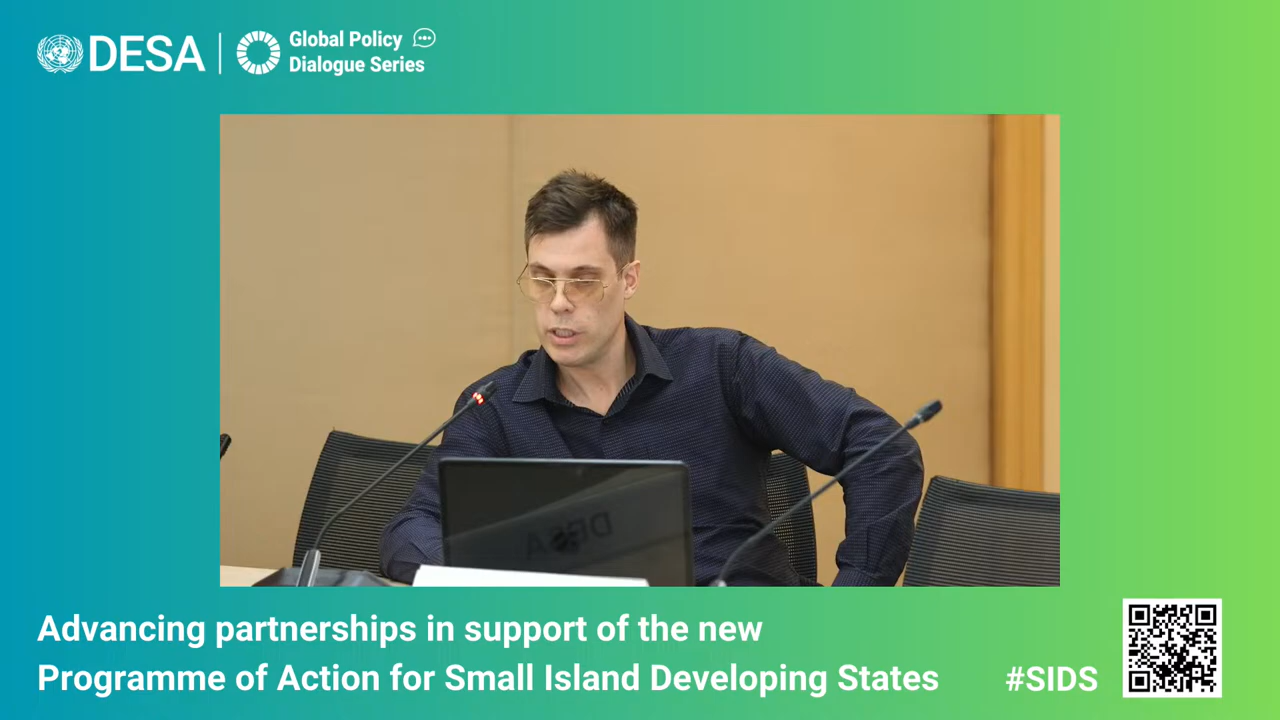 DESA
Global Policy
Dialogue Series
DESA
Advancing partnerships in support of the new
Programme of Action for Small Island Developing States
#SIDS